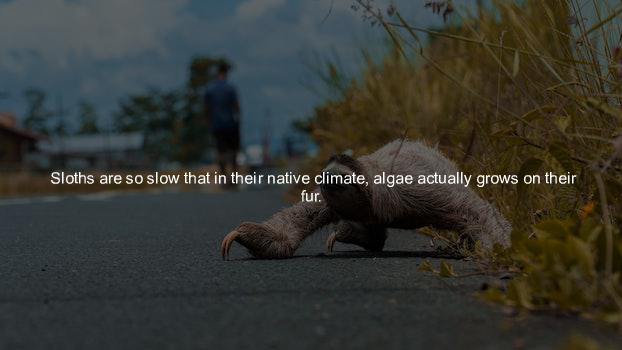 Sloths are so slow that in their native climate, algae actually grows on their
fur.